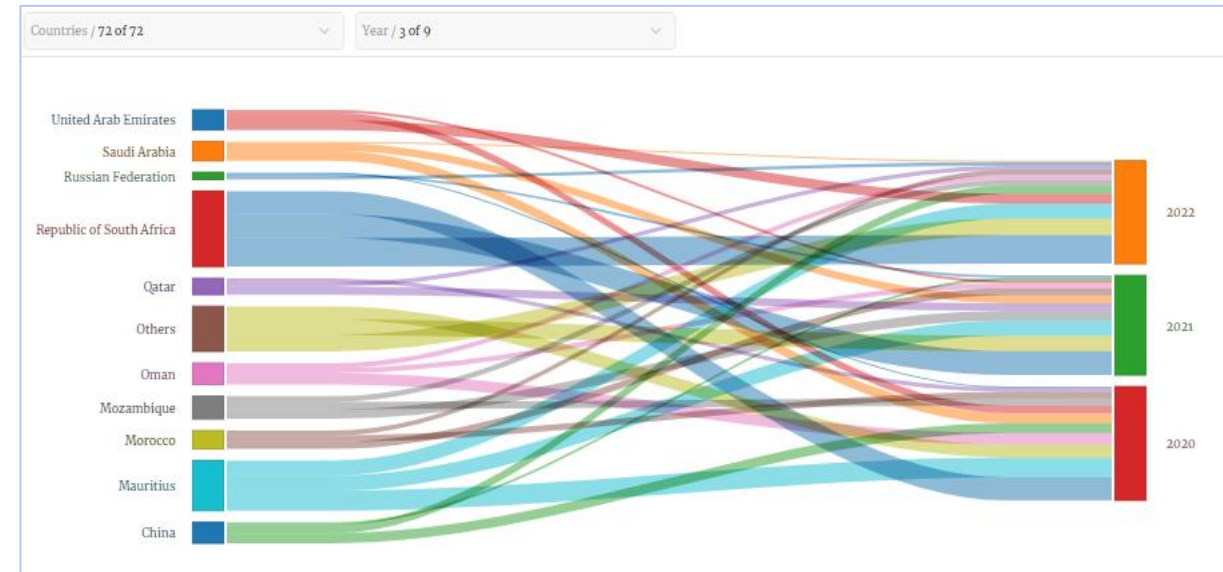 Countries / 72 of 72
Year / 3 of 9
United Arab Emirates
Saudi Arabia
Russian Federation
Republic of South Africa
Qatar
Others
Oman
Mozambique
Morocco
Mauritius
China
2022
2021
2020